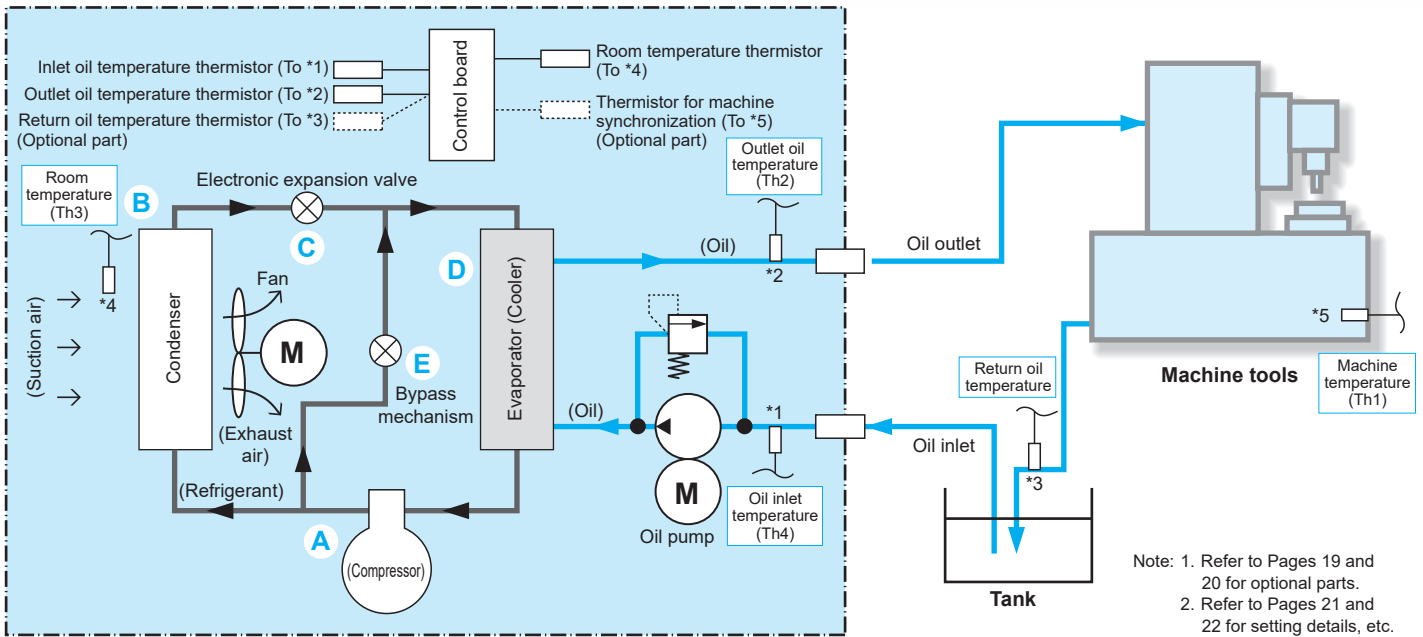 Inlet oil temperature thermistor (To *1)
Outlet oil temperature thermistor (To *2)
Return oil temperature thermistor (To *3)
(Optional part)
Control board
Room temperature thermistor
(To *4)
Thermistor for machine
synchronization (To *5)
(Optional part)
Room
temperature
(Th3)
B
Electronic expansion valve
C
Outlet oil
temperature
(Th2)
*4
(Suction air)
Condenser
Fan
M
(Exhaust
air)
E
Bypass
mechanism
D
Evaporator (Cooler)
(Oil)
*2
Oil outlet
(Oil)
*1
Oil inlet
M
Oil pump
Oil inlet
temperature
(Th4)
(Refrigerant)
A
(Compressor)
*5
Machine tools
Machine
temperature
(Th1)
Return oil
temperature
*3
Tank
Note: 1. Refer to Pages 19 and
20 for optional parts.
2. Refer to Pages 21 and
22 for setting details, etc.